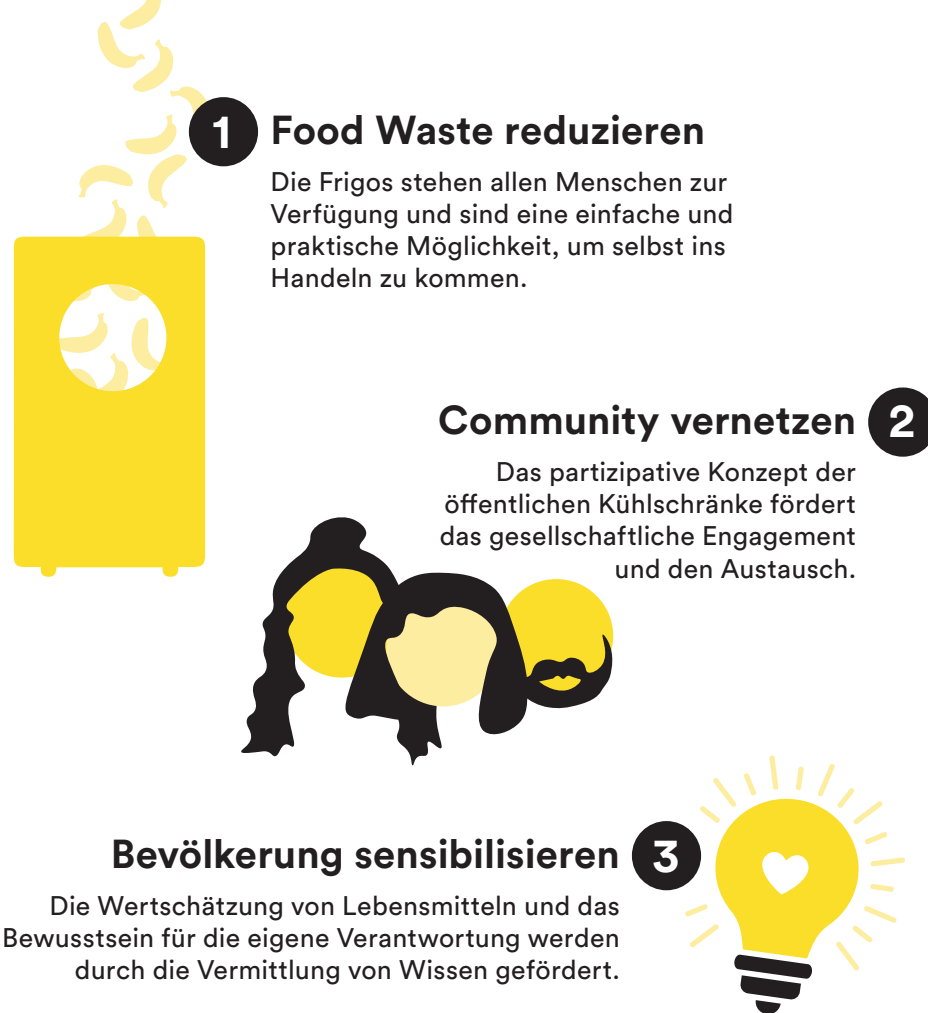 1 Food Waste reduzieren
Die Frigos stehen allen Menschen zur
Verfügung und sind eine einfache und
praktische Möglichkeit, um selbst ins
Handeln zu kommen.
Community vernetzen 2
Das partizipative Konzept der
öffentlichen Kühlschränke fördert
das gesellschaftliche Engagement
und den Austausch.
Bevölkerung sensibilisieren 3
Die Wertschätzung von Lebensmitteln und das
Bewusstsein für die eigene Verantwortung werden
durch die Vermittlung von Wissen gefördert.